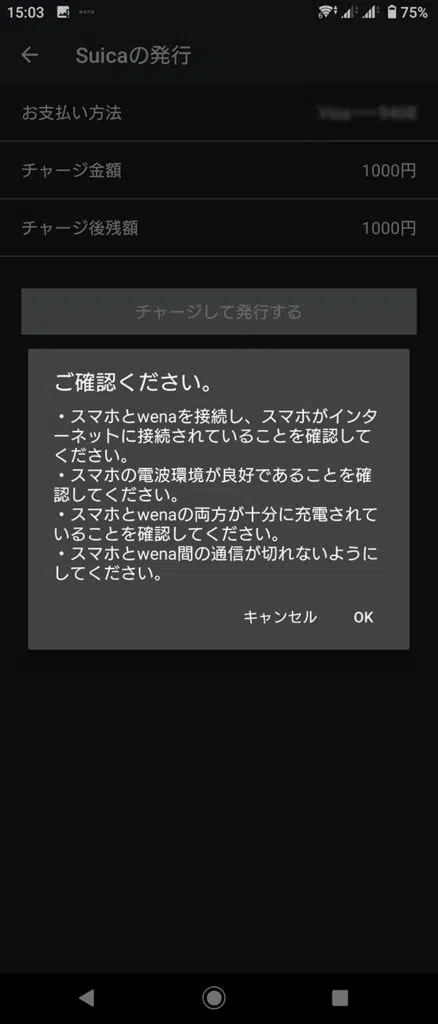 15:03 wena 75%
Suicaの発行
お支払い方法
チャージ金額 1000円
チャージ後残額 1000円
チャージして発行する
ご確認ください。
・スマホとwenaを接続し、スマホがインタ
ーネットに接続されていることを確認して
ください。
・スマホの電波環境が良好であることを確
認してください。
・スマホとwenaの両方が十分に充電されて
いることを確認してください。
・スマホとwena間の通信が切れないように
してください。
キャンセル OK